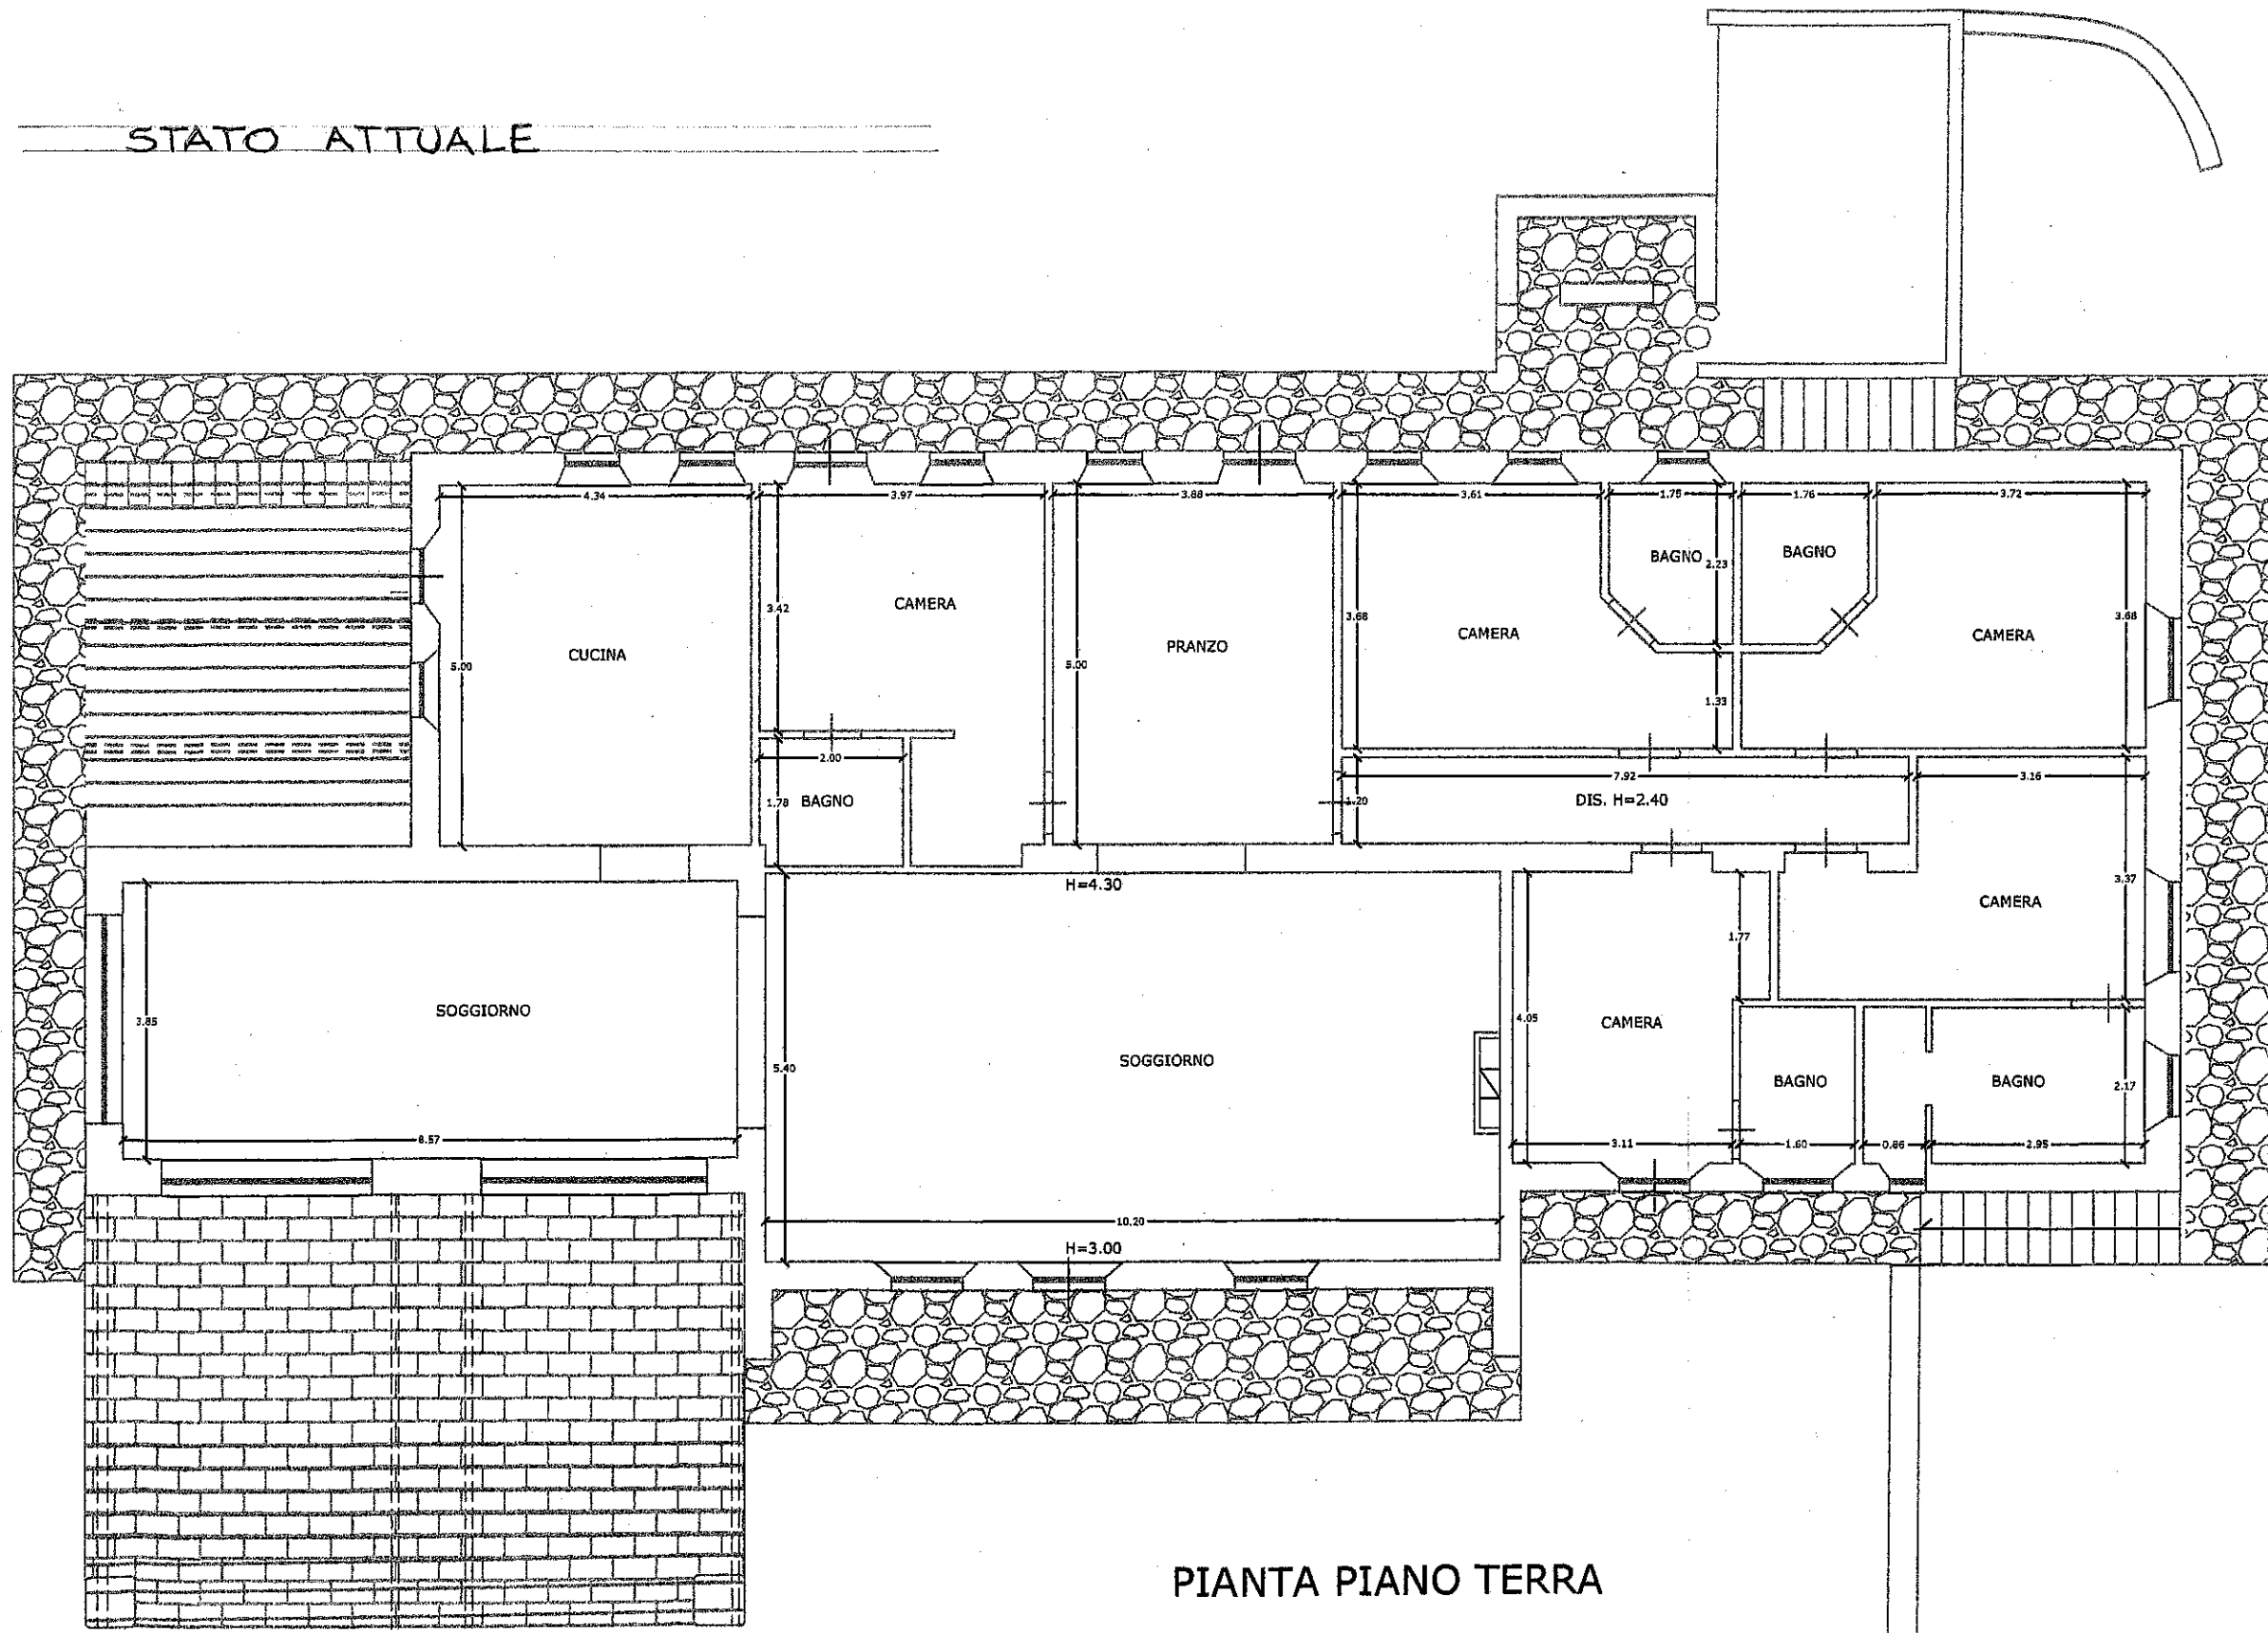 STATO ATTUALE
4.34
3.97
3.88
3.61
1.75
1.76
3.72
BAGNO
2.23
BAGNO
3.42
CAMERA
3.68
CAMERA
CAMERA
3.68
CUCINA
5.00
PRANZO
5.00
1.33
2.00
7.92
3.16
1.78
BAGNO
1.20
DIS. H=2.40
H=4.30
3.37
CAMERA
1.77
SOGGIORNO
3.85
4.05
CAMERA
SOGGIORNO
5.40
BAGNO
BAGNO
2.17
8.57
3.11
1.60
0.86
2.95
10.20
H=3.00
PIANTA PIANO TERRA